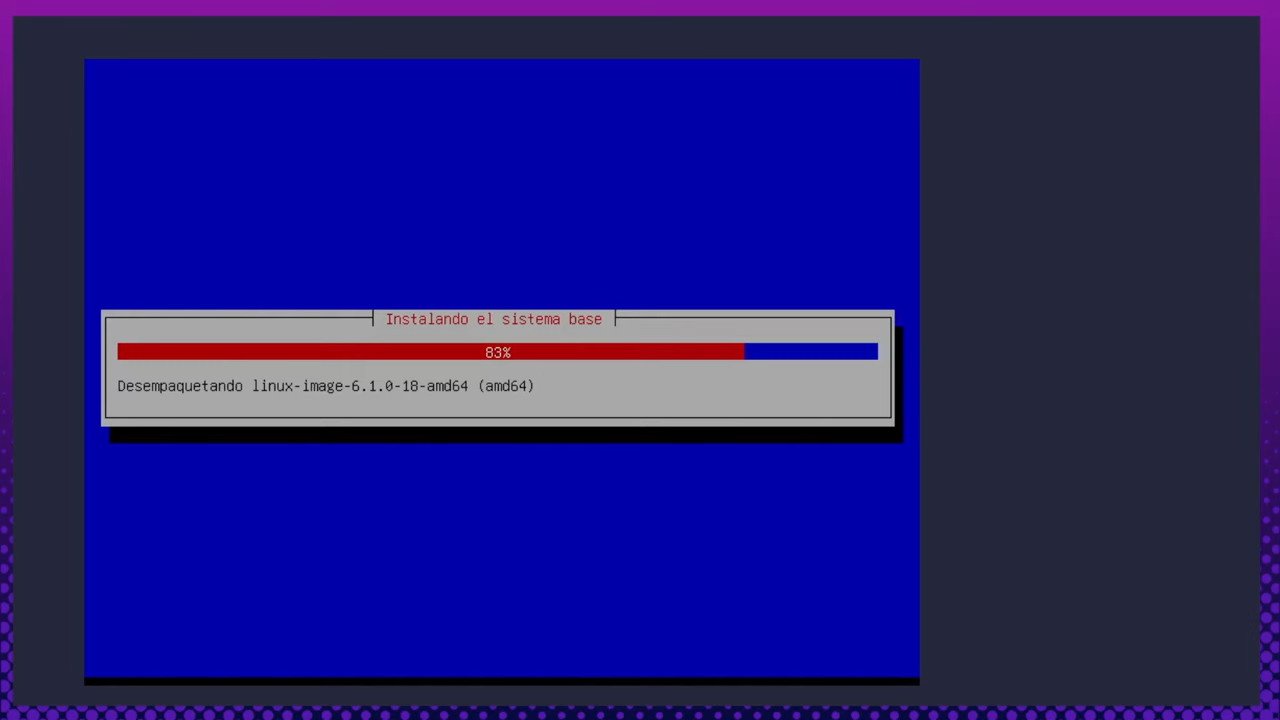 Instalando el sistema base
83%
Desempaquetando linux-image-6.1.0-18-amd64 (amd64)